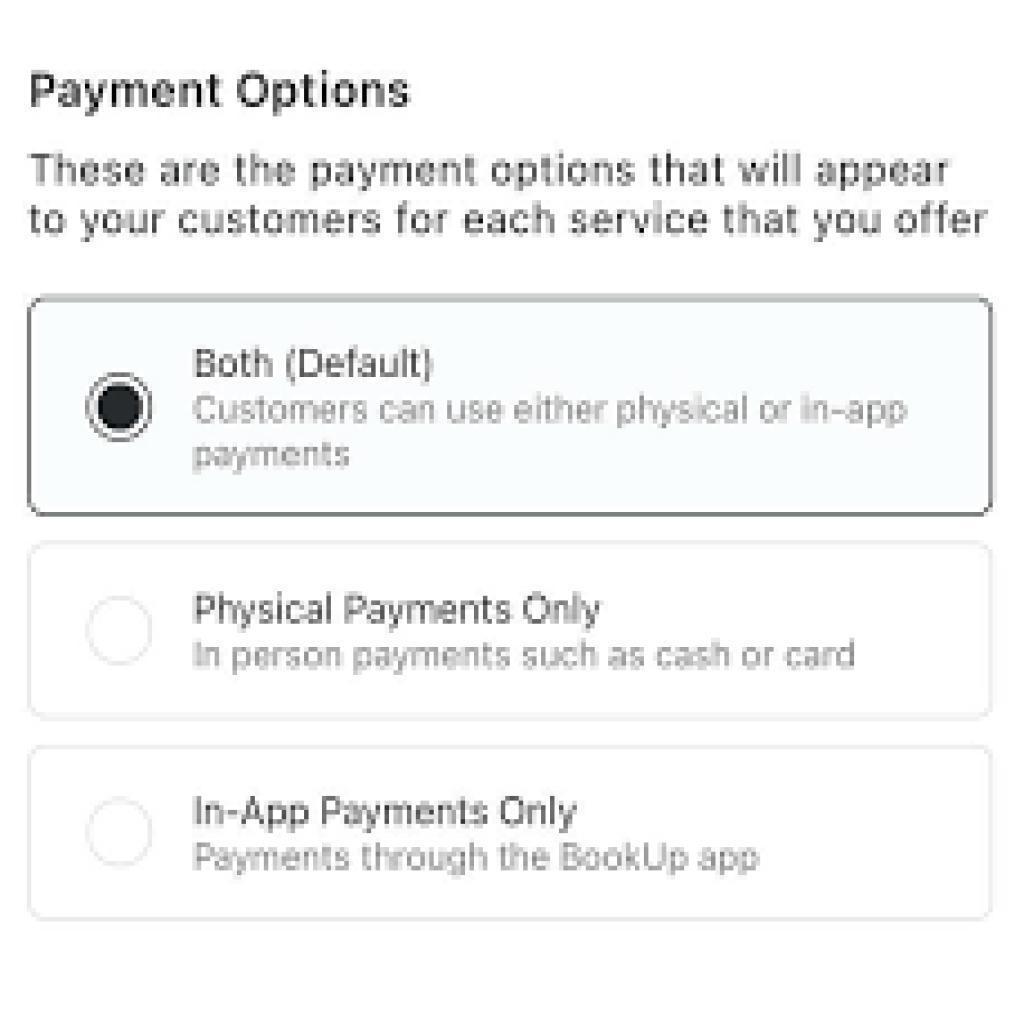 Payment Options
These are the payment options that will appear
to your customers for each service that you offer
Both (Default)
Customers can use either physical or in-app
payments
Physical Payments Only
In person payments such as cash or card
In-App Payments Only
Payments through the BookUp app